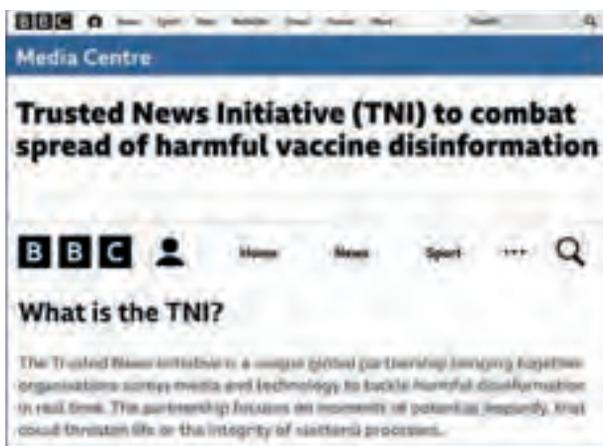 BBC
Media Centre
Trusted News Initiative (TNI) to combat
spread of harmful vaccine disinformation
BBC Home News Sport ...
What is the TNI?
The Trusted News Initiative is a unique global partnership bringing together
organisations across media and technology to tackle harmful disinformation
in real time. The partnership focuses on moments of potential jeopardy, that
could threaten life or the integrity of processes.